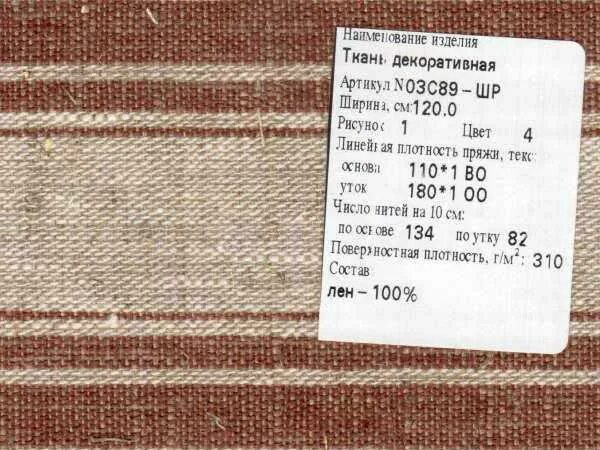 Наименование изделия
Ткань декоративная
Артикул N 03С89-ШР
Ширина, см: 120.0
Рисунок 1 Цвет 4
Линейная плотность пряжи, текс:
основа 110*1 ВО
уток 180*1 ОО
Число нитей на 10 см:
по основе 134 по утку 82
Поверхностная плотность, г/м²: 310
Состав
лен - 100%